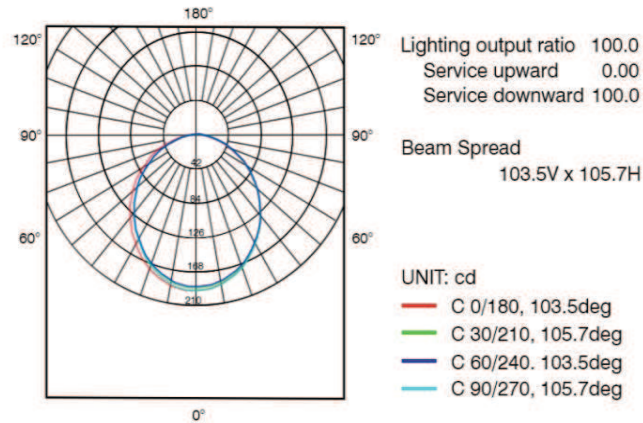 180°
120°
120°
90°
90°
60°
60°
0°
42
84
126
168
210
Lighting output ratio 100.0
Service upward 0.00
Service downward 100.0
Beam Spread
103.5V x 105.7H
UNIT: cd
C 0/180, 103.5deg
C 30/210, 105.7deg
C 60/240. 103.5deg
C 90/270, 105.7deg